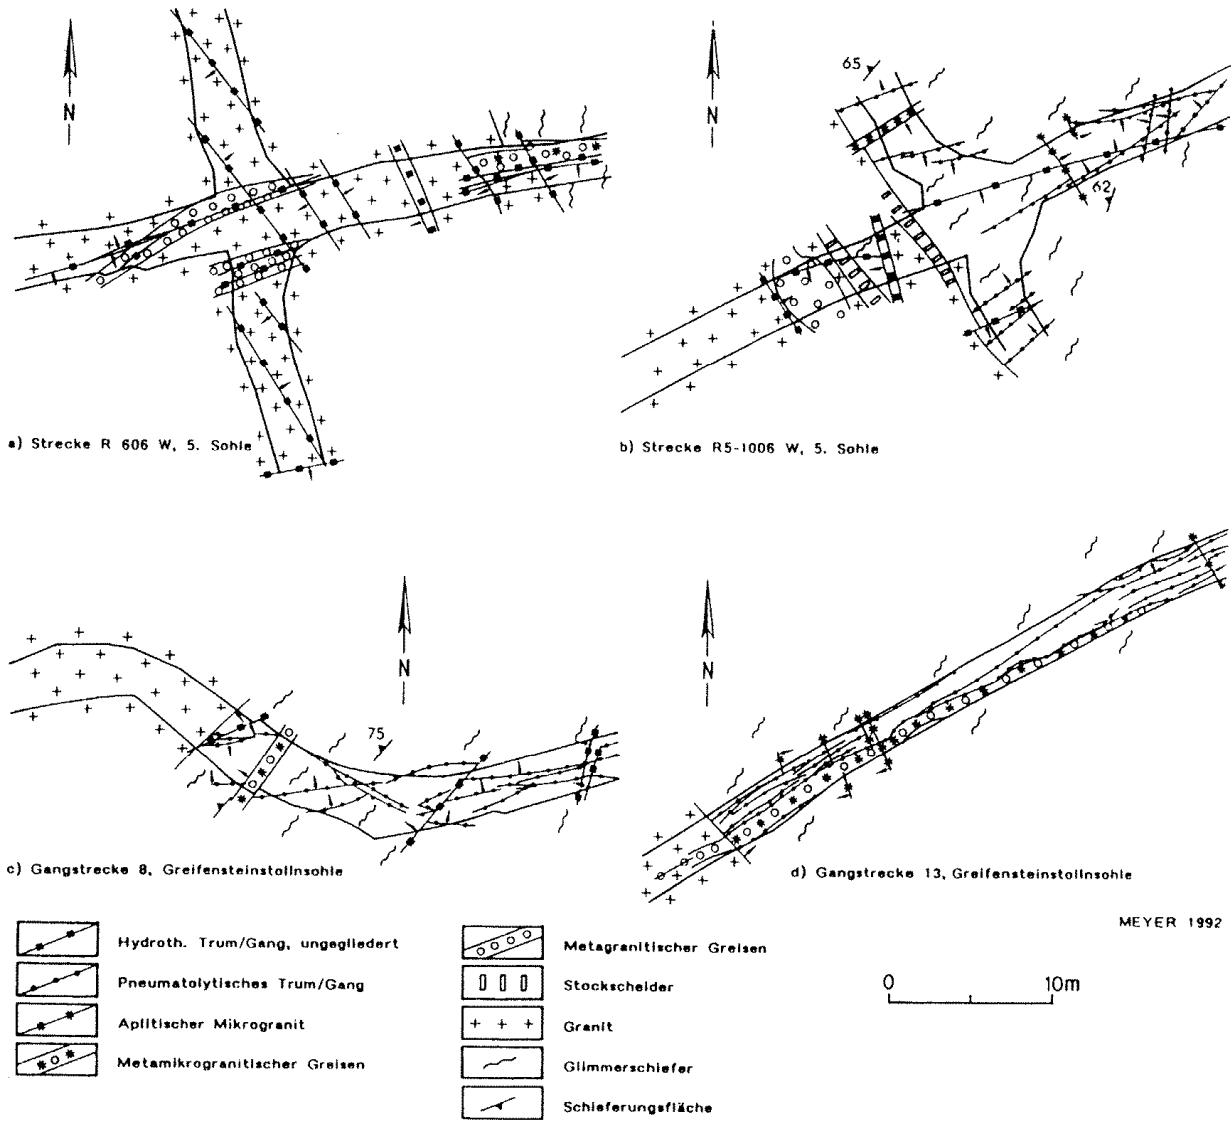 N
N
65
62
a) Strecke R 606 W, 5. Sohle
b) Strecke R5-1006 W, 5. Sohle
N
N
75
c) Gangstrecke 8, Greifensteinstollnsohle
d) Gangstrecke 13, Greifensteinstollnsohle
MEYER 1992
Hydroth. Trum/Gang, ungegliedert
Pneumatolytisches Trum/Gang
Aplitischer Mikrogranit
Metamikrogranitischer Greisen
Metagranitischer Greisen
Stockscheider
Granit
Glimmerschiefer
Schieferungsfläche
0 10m